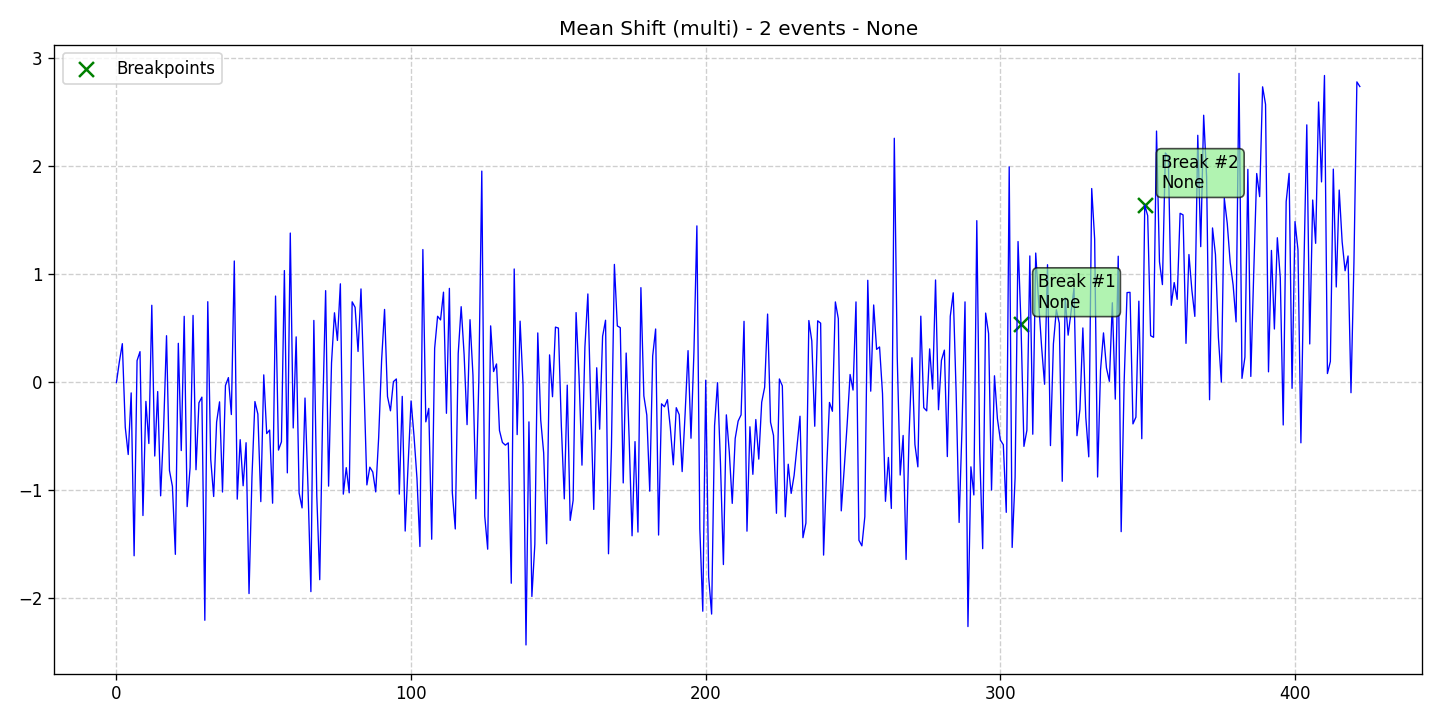 Mean Shift (multi) - 2 events - None
Breakpoints
3
2
1
0
−1
−2
Break #2
None
Break #1
None
0
100
200
300
400